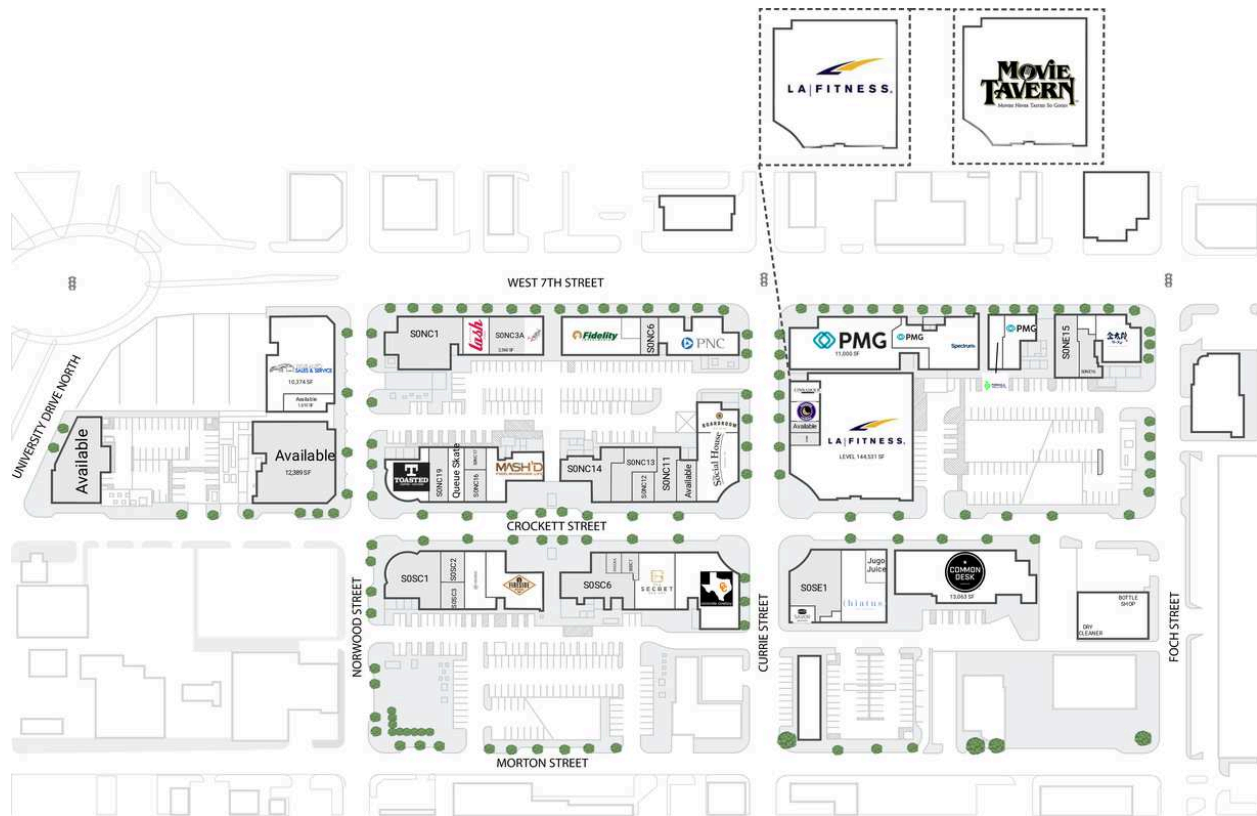 LA|FITNESS.
MOVIE
TAVERN
WEST 7TH STREET
UNIVERSITY DRIVE NORTH
SALES & SERVICE
10,374 SF
Available
Available
Available
12,389 SF
S0NC1
lash
S0NC3A
Fidelity
S0NC6
PNC
PMG
11,000 SF
PMG
Spectrum
PMG
S0NE15
Available
LA|FITNESS.
LEVEL 144,531 SF
T
TOASTED
S0NC19
Queue Skate
S0NC16
MASH'D
S0NC14
S0NC13
S0NC12
S0NC11
Available
BOARDROOM
Social House
CROCKETT STREET
NORWOOD STREET
S0SC1
S0SC2
S0SC3
FIRESIDE
S0SC6
SECRET
CURRIE STREET
S0SE1
Jugo
Juice
hiatus
COMMON
DESK
13,063 SF
BOTTLE
SHOP
DRY
CLEANER
FOCH STREET
MORTON STREET